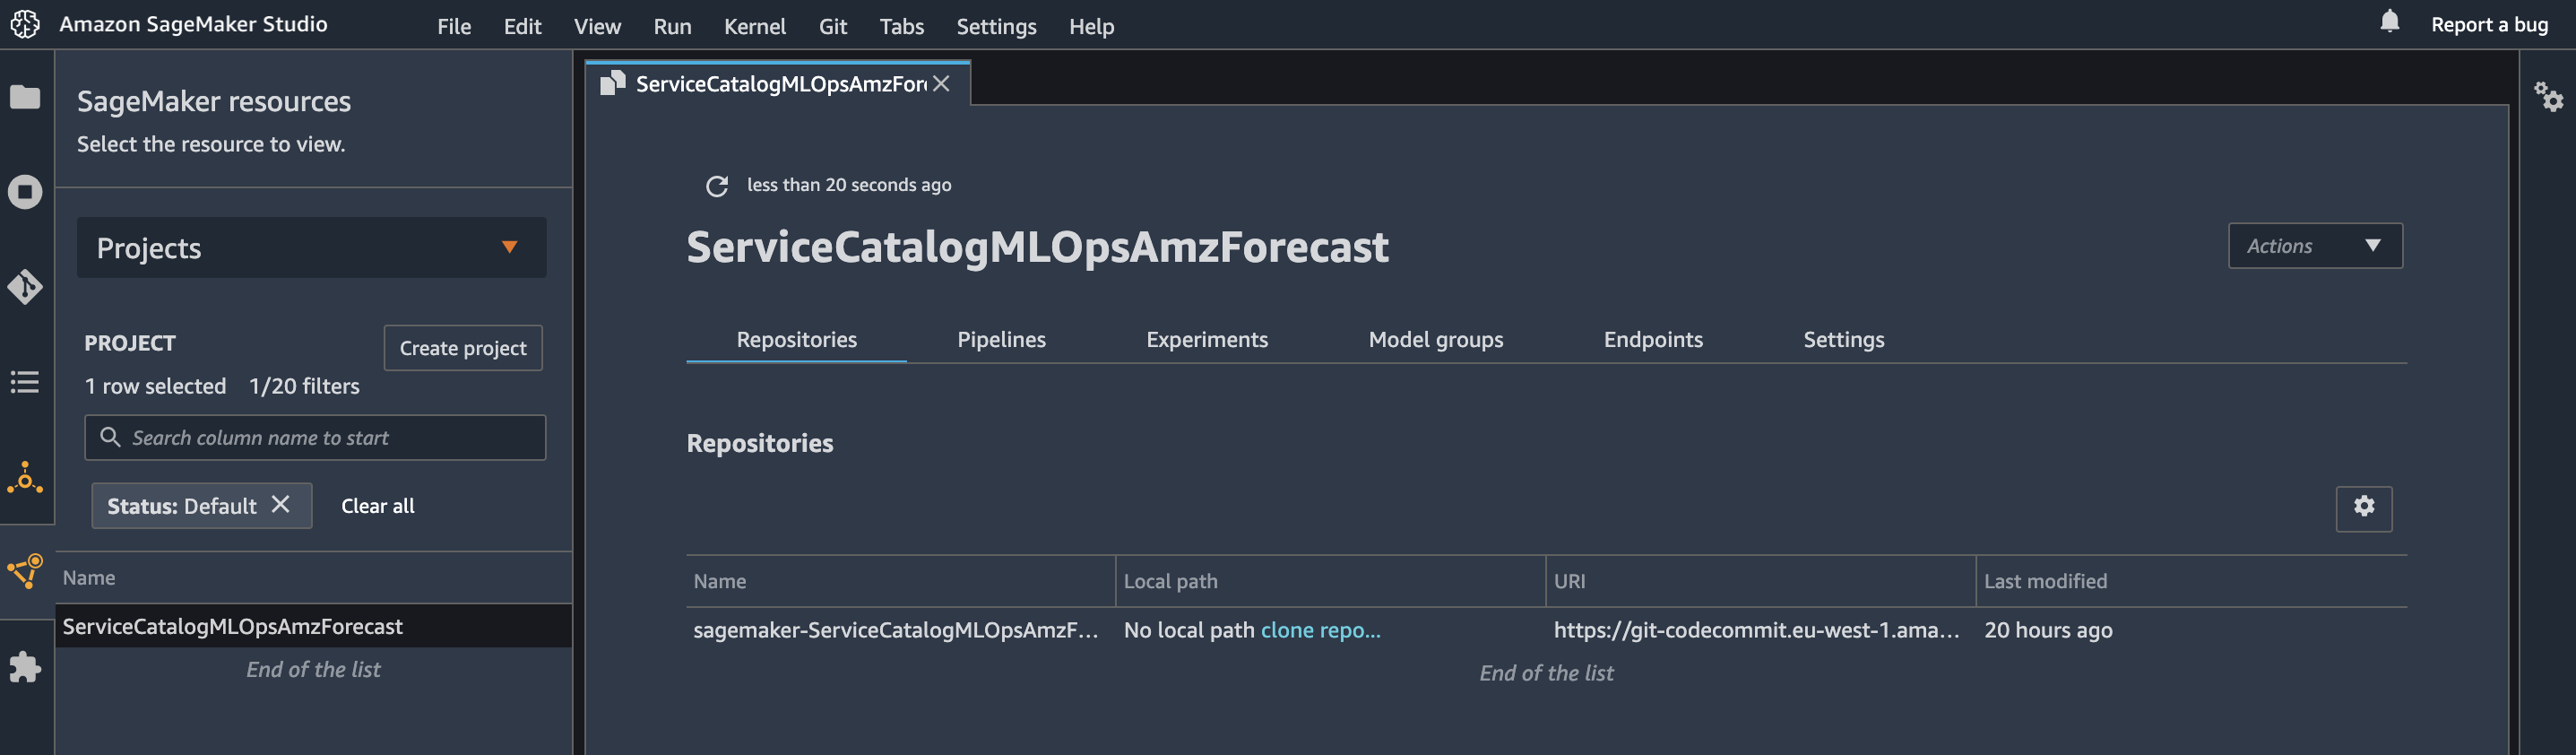 Amazon SageMaker Studio
File Edit View Run Kernel Git Tabs Settings Help
Report a bug
SageMaker resources
Select the resource to view.
Projects
PROJECT
Create project
1 row selected 1/20 filters
Search column name to start
Status: Default
Clear all
Name
ServiceCatalogMLOpsAmzForecast
End of the list
ServiceCatalogMLOpsAmzFor
less than 20 seconds ago
ServiceCatalogMLOpsAmzForecast
Actions
Repositories Pipelines Experiments Model groups Endpoints Settings
Repositories
Name Local path URI Last modified
sagemaker-ServiceCatalogMLOpsAmzF... No local path clone repo... https://git-codecommit.eu-west-1.ama... 20 hours ago
End of the list